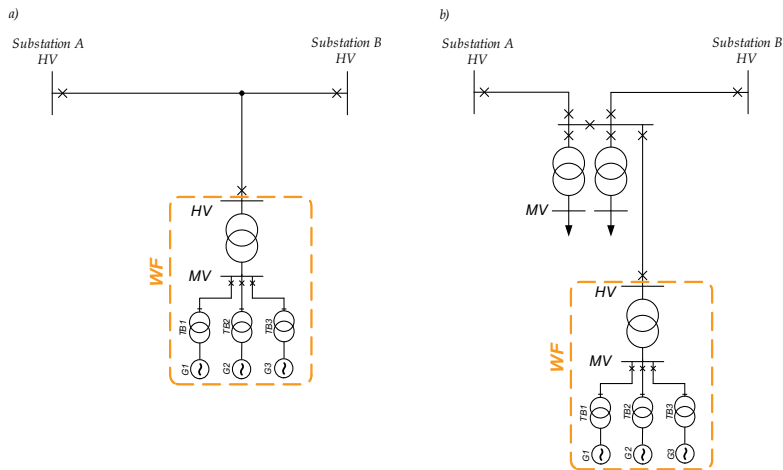 a)
Substation A
HV
Substation B
HV
HV
WF
MV
TB1
TB2
TB3
G1
G2
G3
b)
Substation A
HV
Substation B
HV
MV
HV
WF
MV
TB1
TB2
TB3
G1
G2
G3